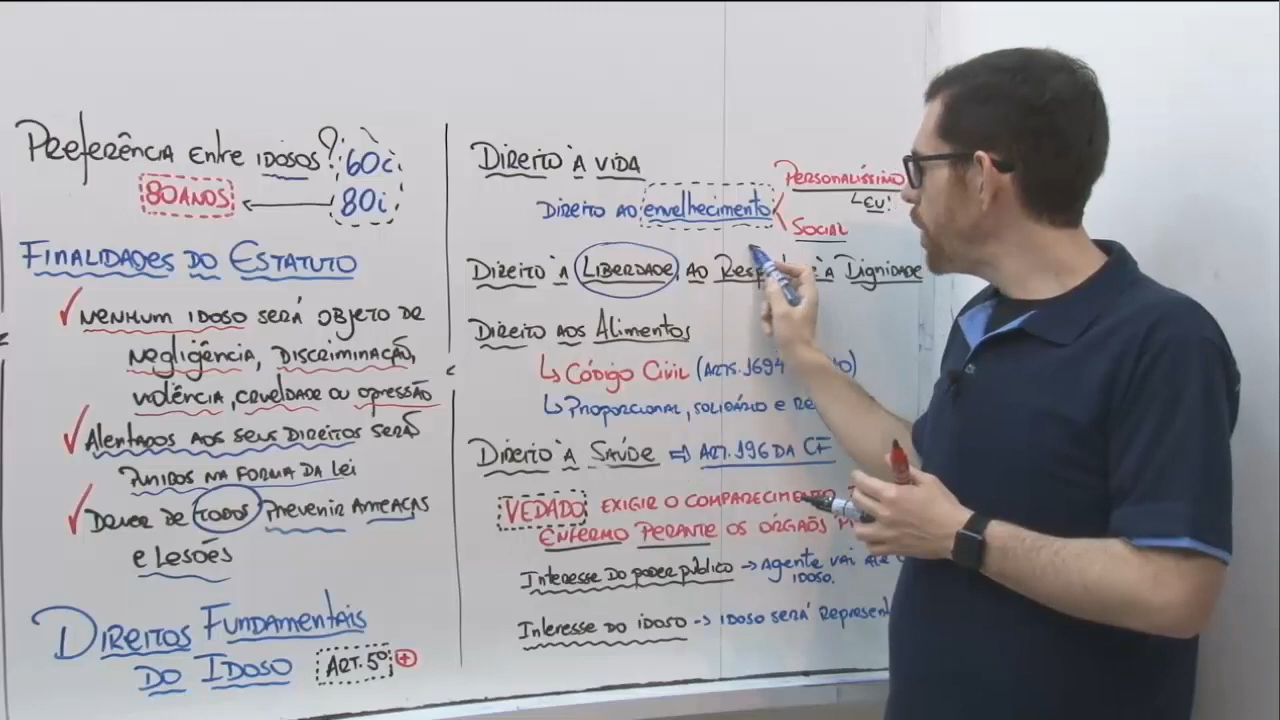 Preferência entre idosos? 60i
80 anos ← 80i
Finalidades do Estatuto
✓ Nenhum idoso será objeto de
negligência, discriminação,
violência, crueldade ou opressão
✓ Atentados aos seus direitos serão
punidos na forma da lei
✓ Dever de todos prevenir ameaças
e lesões
Direitos Fundamentais
do Idoso Art. 5º +
Direito à vida
Direito ao envelhecimento
Personalíssimo
↳ Eu!
Social
Direito à Liberdade, ao à Dignidade
Direito aos Alimentos
↳ Código Civil (Arts. 1694
↳ Proporcional, solidário e
Direito à Saúde ⇒ Art. 196 da CF
Vedado exigir o comparecimento
enfermo perante os órgãos
Interesse do poder público → Agente vai até
idoso.
Interesse do idoso → idoso será